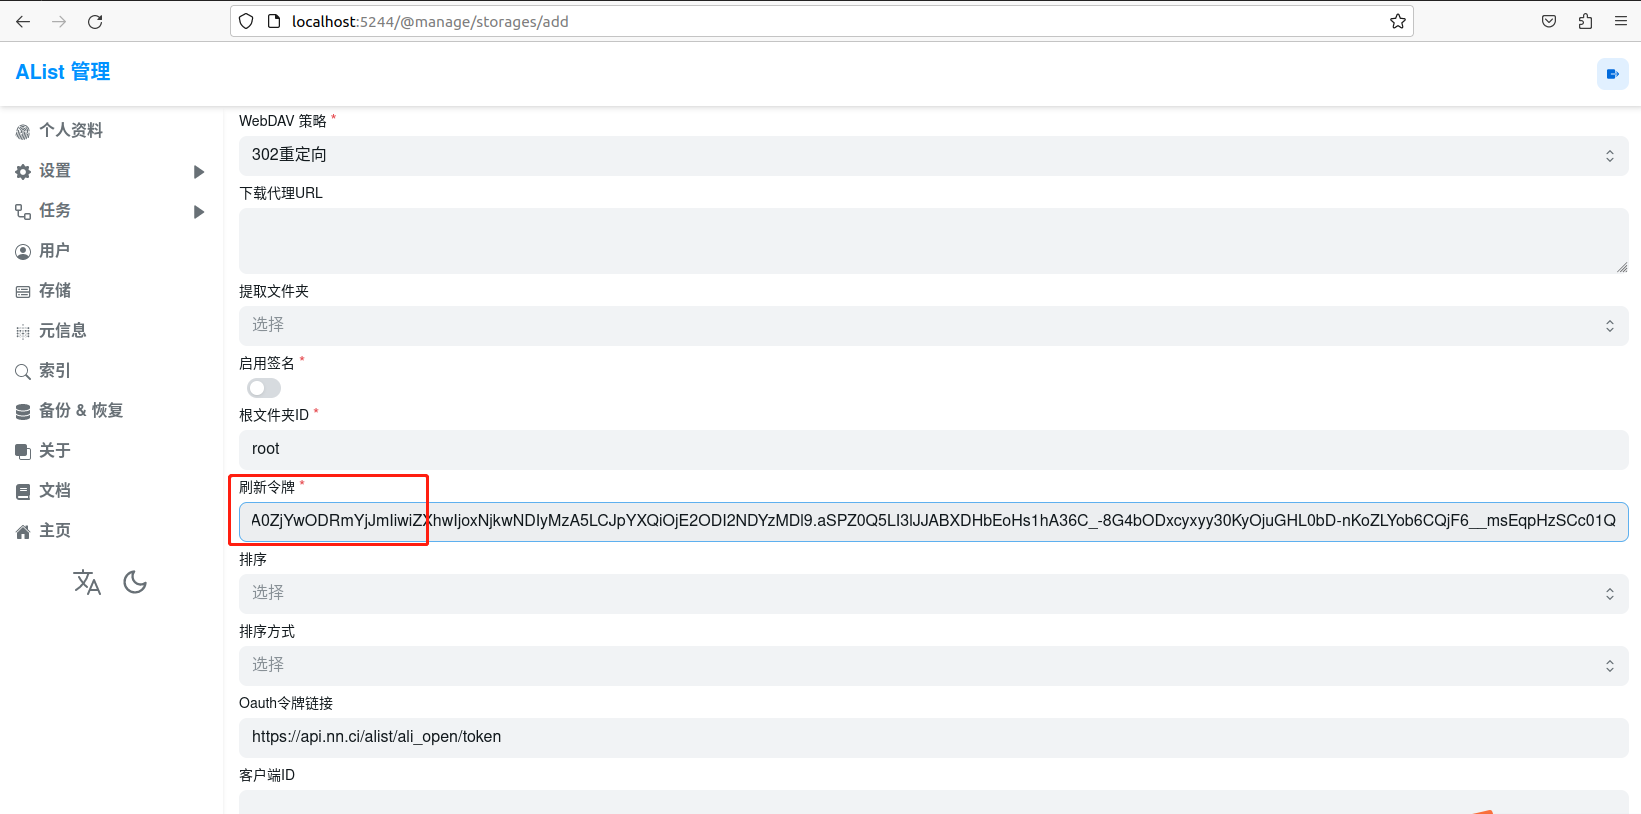 localhost:5244/@manage/storages/add
AList 管理
个人资料
设置
任务
用户
存储
元信息
索引
备份 & 恢复
关于
文档
主页
WebDAV 策略 *
302重定向
下载代理URL
提取文件夹
选择
启用签名 *
根文件夹ID *
root
刷新令牌 *
A0ZjYwODRmYjJmIiwiZXhwIjoxNjkwNDIyMzA5LCJpYXQiOjE2ODI2NDYzMDl9.aSPZ0Q5LI3lJJABXDHbEoHs1hA36C_-8G4bODxcyxyy30KyOjuGHL0bD-nKoZLYob6CQjF6__msEqpHzSCc01Q
排序
选择
排序方式
选择
Oauth令牌链接
https://api.nn.ci/alist/ali_open/token
客户端ID